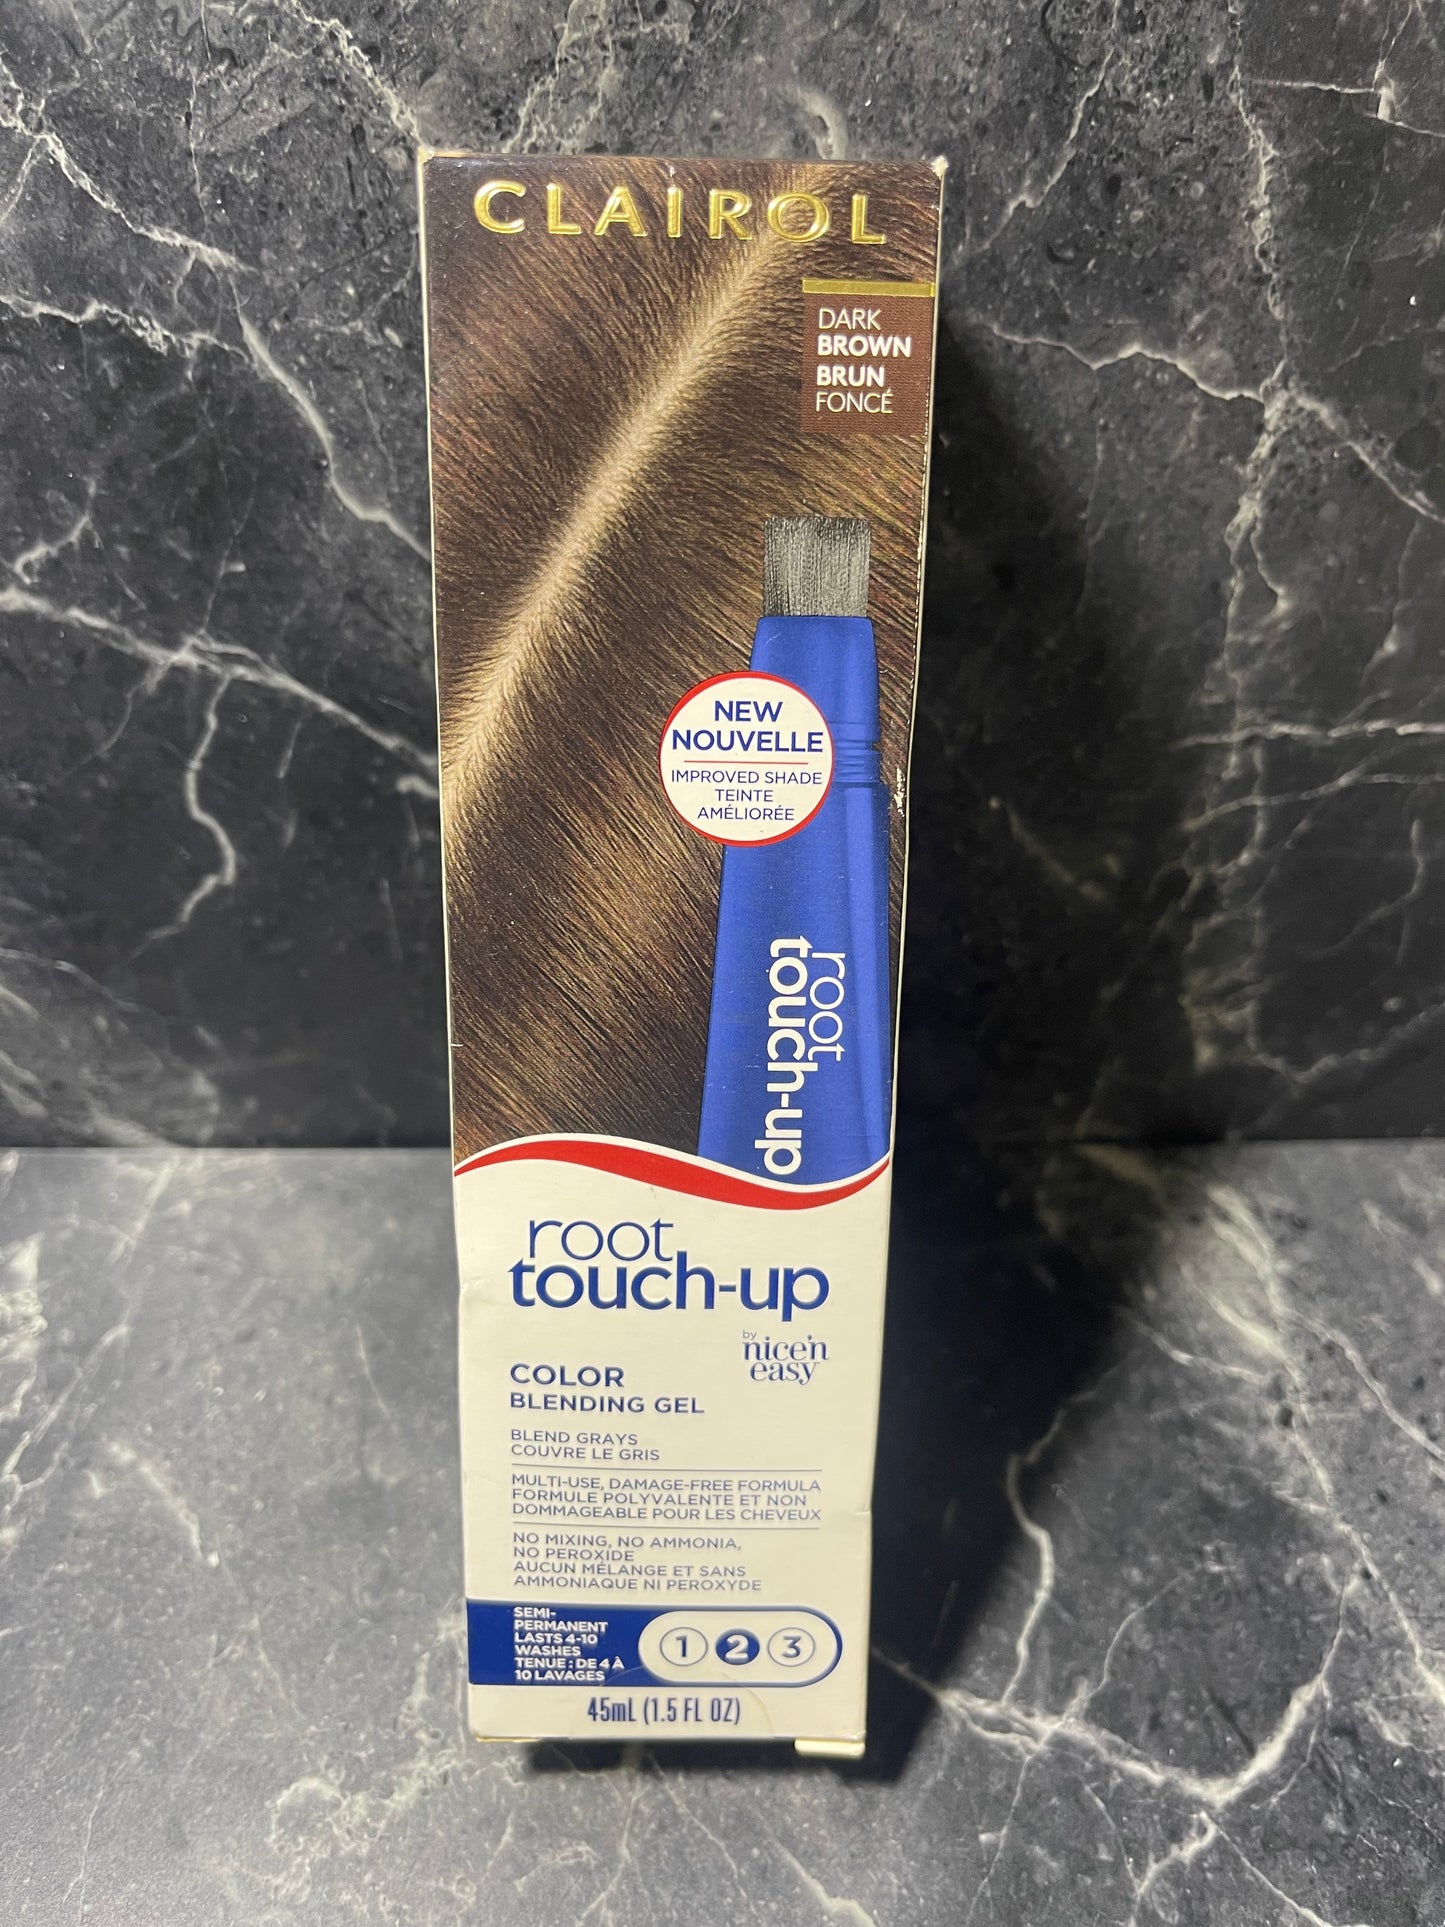 CLAIROL
DARK
BROWN
BRUN
FONCÉ
NEW
NOUVELLE
IMPROVED SHADE
TEINTE
AMÉLIORÉE
root
touch-up
root
touch-up
by
nice'n
easy
COLOR
BLENDING GEL
BLEND GRAYS
COUVRE LE GRIS
MULTI-USE, DAMAGE-FREE FORMULA
FORMULE POLYVALENTE ET NON
DOMMAGEABLE POUR LES CHEVEUX
NO MIXING, NO AMMONIA,
NO PEROXIDE
AUCUN MÉLANGE ET SANS
AMMONIAQUE NI PEROXYDE
SEMI-
PERMANENT
LASTS 4-10
WASHES
TENUE : DE 4 À
10 LAVAGES
1 2 3
45mL (1.5 FL OZ)